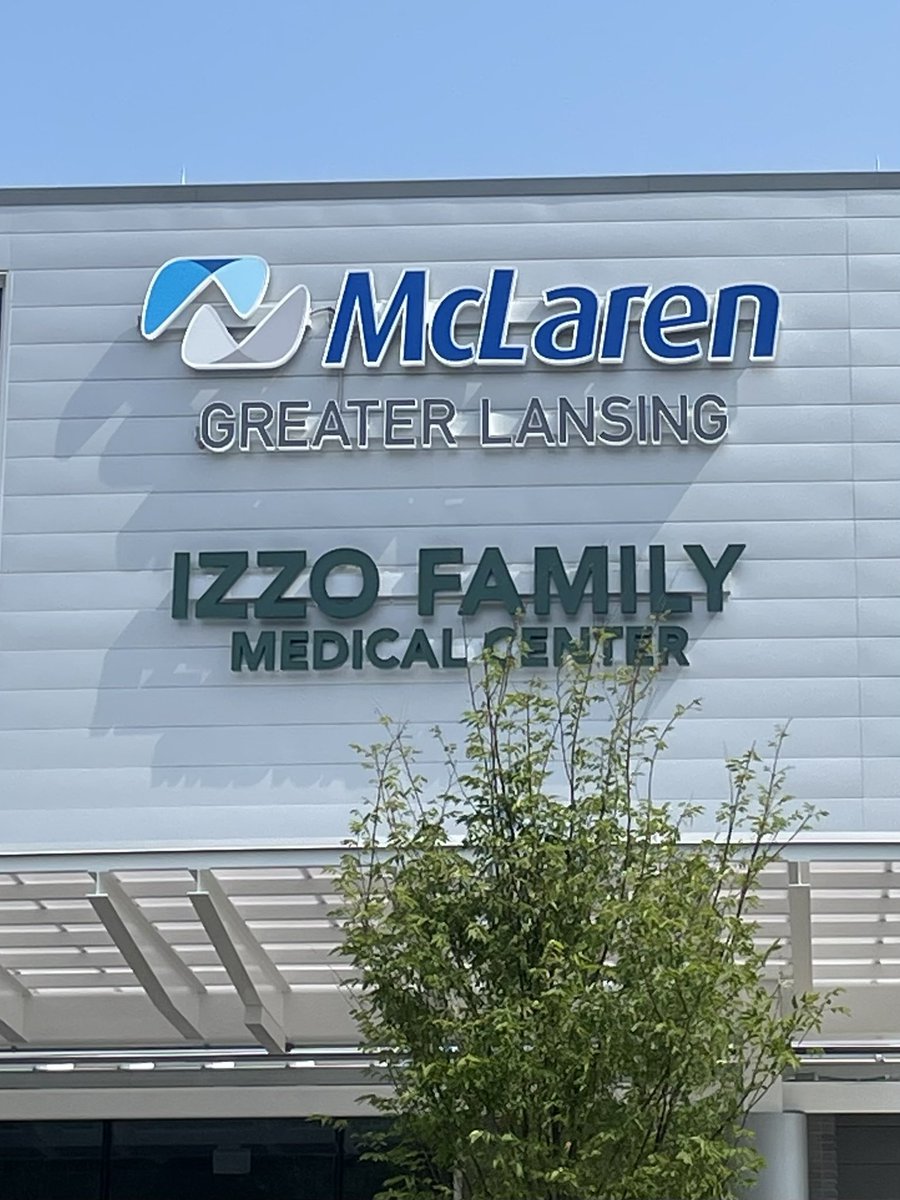 McLaren
GREATER LANSING
IZZO FAMILY
MEDICAL CENTER